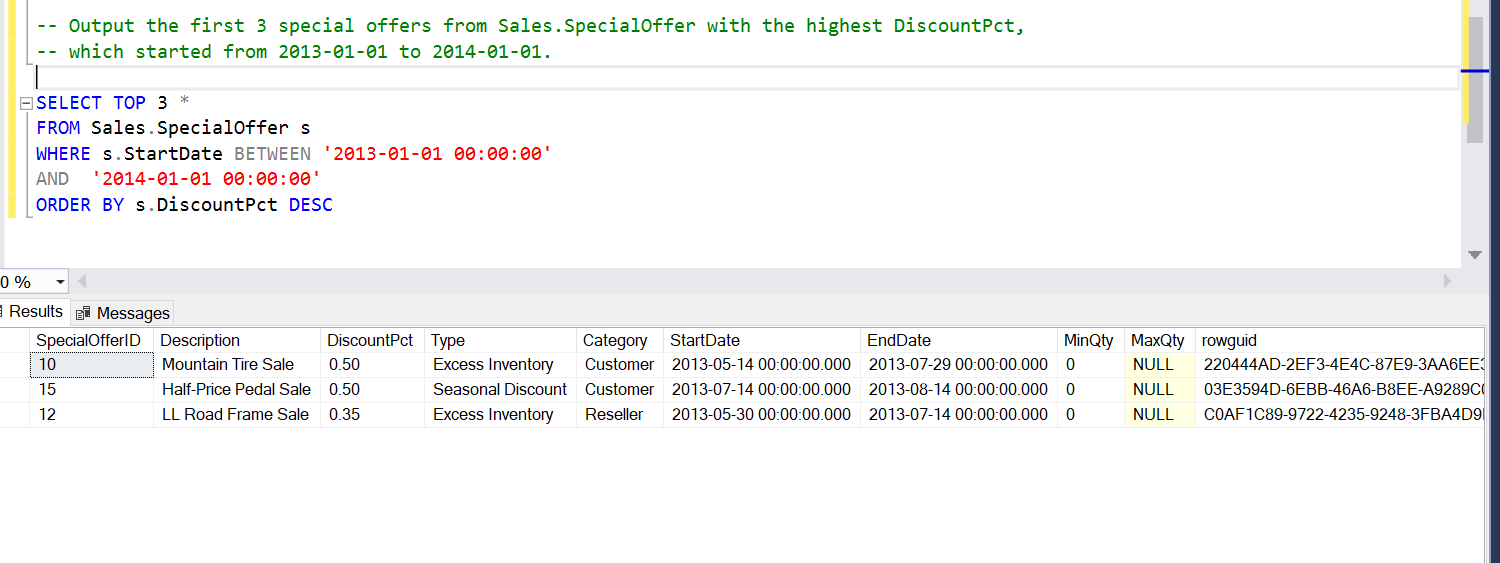 -- Output the first 3 special offers from Sales.SpecialOffer with the highest DiscountPct,
-- which started from 2013-01-01 to 2014-01-01.
SELECT TOP 3 *
FROM Sales.SpecialOffer s
WHERE s.StartDate BETWEEN '2013-01-01 00:00:00'
AND  '2014-01-01 00:00:00'
ORDER BY s.DiscountPct DESC
0 %
Results Messages
SpecialOfferID Description DiscountPct Type Category StartDate EndDate MinQty MaxQty rowguid
10 Mountain Tire Sale 0.50 Excess Inventory Customer 2013-05-14 00:00:00.000 2013-07-29 00:00:00.000 0 NULL 220444AD-2EF3-4E4C-87E9-3AA6EE3
15 Half-Price Pedal Sale 0.50 Seasonal Discount Customer 2013-07-14 00:00:00.000 2013-08-14 00:00:00.000 0 NULL 03E3594D-6EBB-46A6-B8EE-A9289C0
12 LL Road Frame Sale 0.35 Excess Inventory Reseller 2013-05-30 00:00:00.000 2013-07-14 00:00:00.000 0 NULL C0AF1C89-9722-4235-9248-3FBA4D9